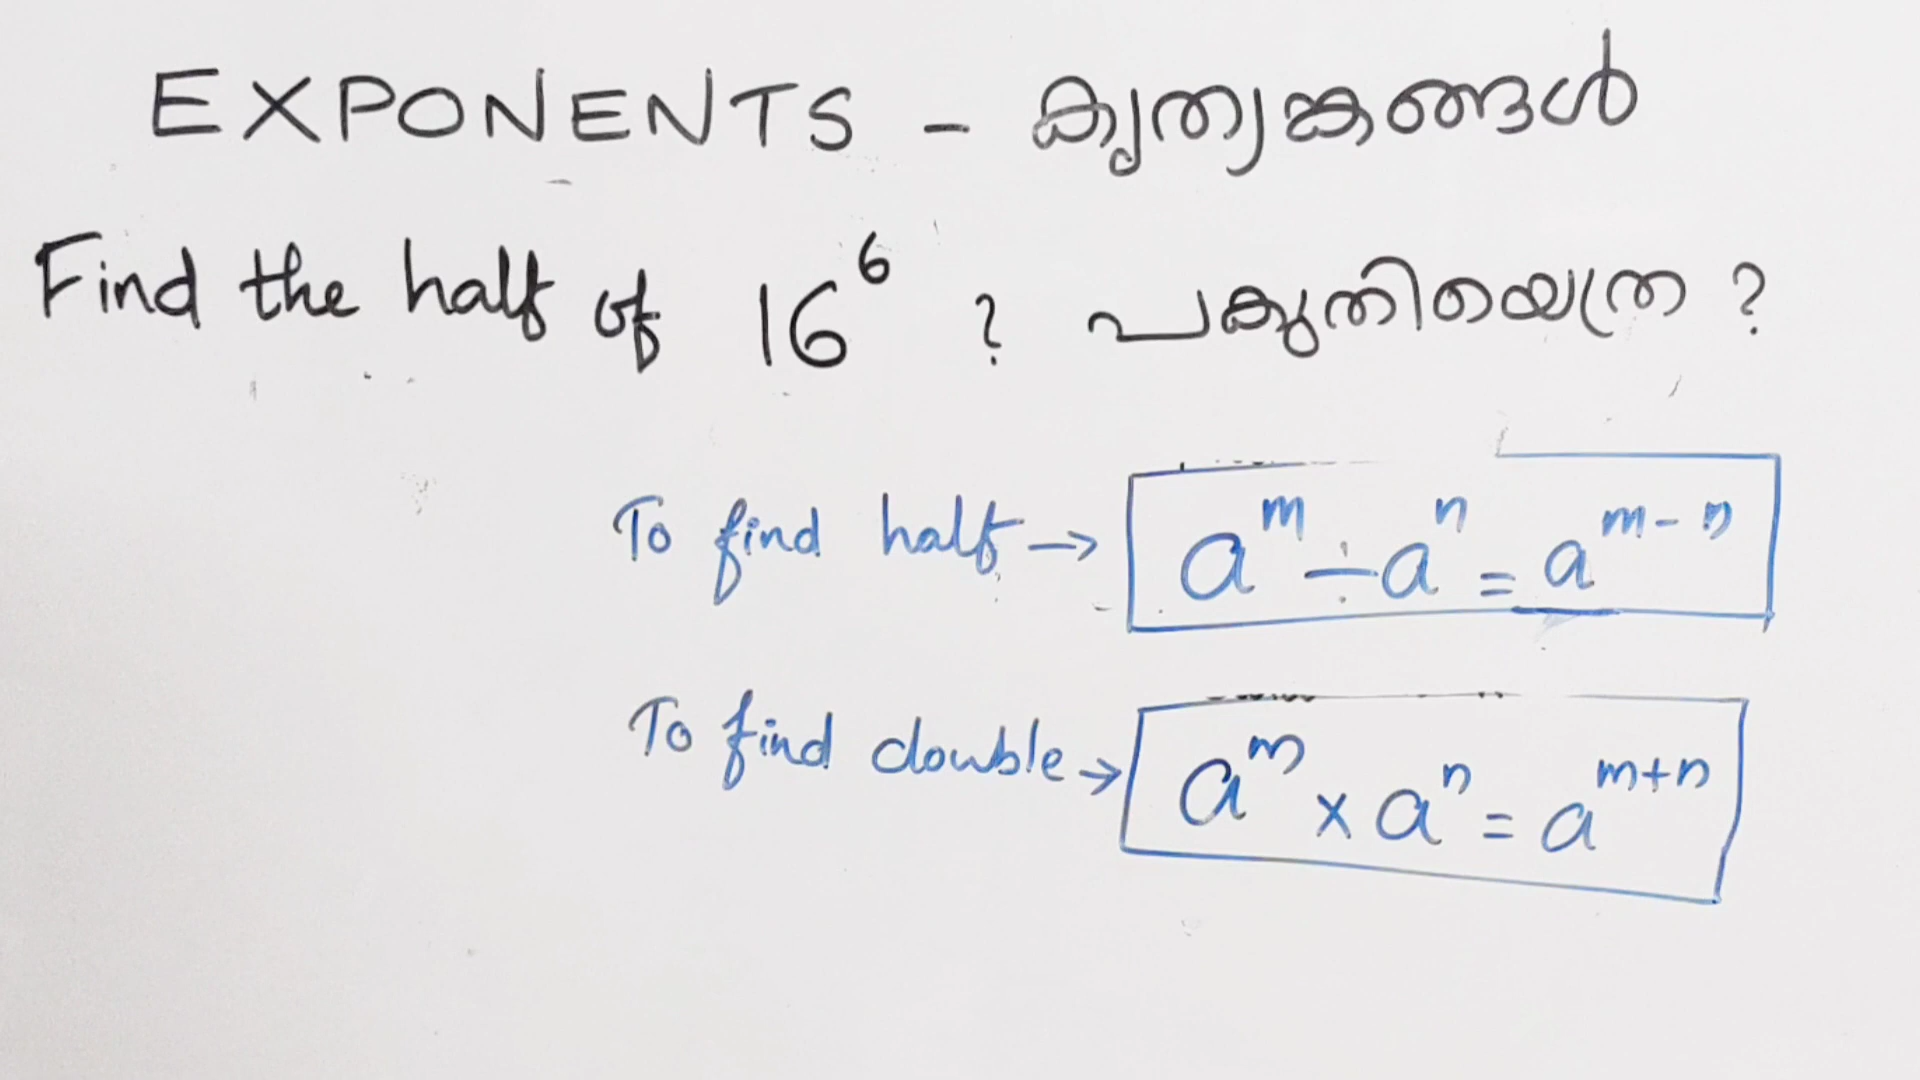 EXPONENTS - കൃത്യങ്കങ്ങൾ
Find the half of 16⁶ ? പകുതിയെത്ര ?
To find half → aᵐ ÷ aⁿ = aᵐ⁻ⁿ
To find double → aᵐ × aⁿ = aᵐ⁺ⁿ